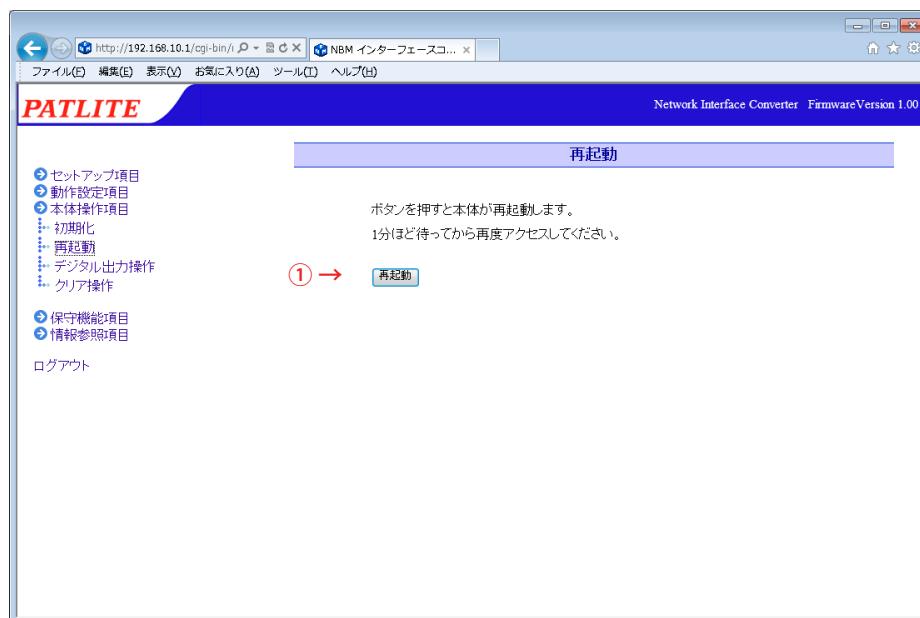 http://192.168.10.1/cgi-bin/i
NBM インターフェースコ...
ファイル(F) 編集(E) 表示(V) お気に入り(A) ツール(T) ヘルプ(H)
PATLITE
Network Interface Converter FirmwareVersion 1.00
再起動
セットアップ項目
動作設定項目
本体操作項目
初期化
再起動
デジタル出力操作
クリア操作
保守機能項目
情報参照項目
ログアウト
ボタンを押すと本体が再起動します。
1分ほど待ってから再度アクセスしてください。
①→ 再起動